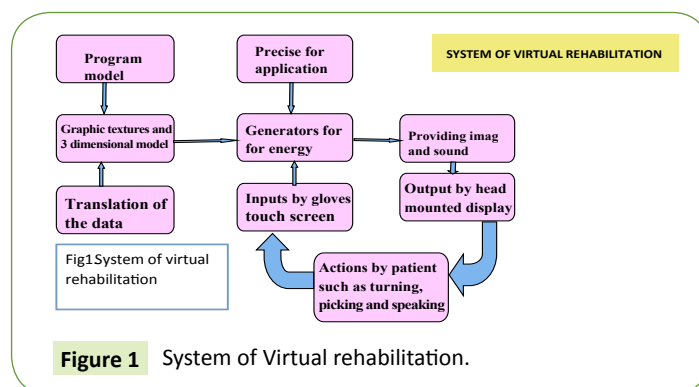 SYSTEM OF VIRTUAL REHABILITATION
Program
model
Precise for
application
Graphic textures and
3 dimensional model
Generators for
for energy
Providing imag
and sound
Translation of
the data
Inputs by gloves
touch screen
Output by head
mounted display
Fig1System of virtual
rehabilitation
Actions by patient
such as turning,
picking and speaking
Figure 1 System of Virtual rehabilitation.